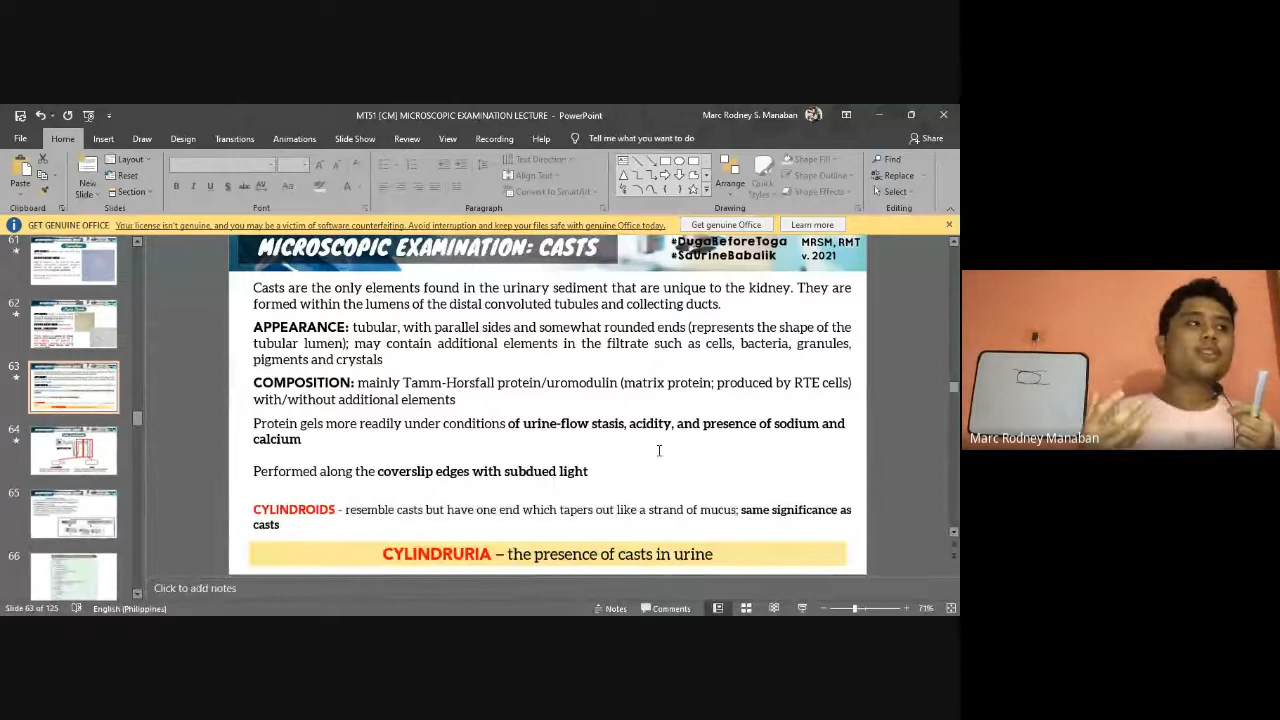 MT51 [CM] MICROSCOPIC EXAMINATION LECTURE - PowerPoint
Marc Rodney S. Manaban
File Home Insert Draw Design Transitions Animations Slide Show Review View Recording Help Tell me what you want to do Share
Paste
New Slide
Layout
Reset
Section
Text Direction
Align Text
Convert to SmartArt
Arrange
Quick Styles
Shape Fill
Shape Outline
Shape Effects
Find
Replace
Select
Clipboard Slides Font Paragraph Drawing Editing
GET GENUINE OFFICE Your license isn't genuine, and you may be a victim of software counterfeiting. Avoid interruption and keep your files safe with genuine Office today. Get genuine Office Learn more
61
62
63
64
65
66
MICROSCOPIC EXAMINATION: CASTS
#DugoBeforeToga MRSM, RMT
#SaUrineBabalik v. 2021
Casts are the only elements found in the urinary sediment that are unique to the kidney. They are
formed within the lumens of the distal convoluted tubules and collecting ducts.
APPEARANCE: tubular with parallel sides and somewhat rounded ends (represents the shape of the
tubular lumen); may contain additional elements in the filtrate such as cells, bacteria, granules,
pigments and crystals
COMPOSTION: mainly Tamm-Horsfall protein/uromodulin (matrix protein; produced by RTE cells)
with/without additional elements
Protein gels more readily under conditions of urine-flow stasis, acidity, and presence of sodium and
calcium
Performed along the coverslip edges with subdued light
CYLINDROIDS - resemble casts but have one end which tapers out like a strand of mucus; same significance as
casts
CYLINDRURIA – the presence of casts in urine
Click to add notes
Slide 63 of 125 English (Philippines) Notes Comments 71%
Marc Rodney Manaban